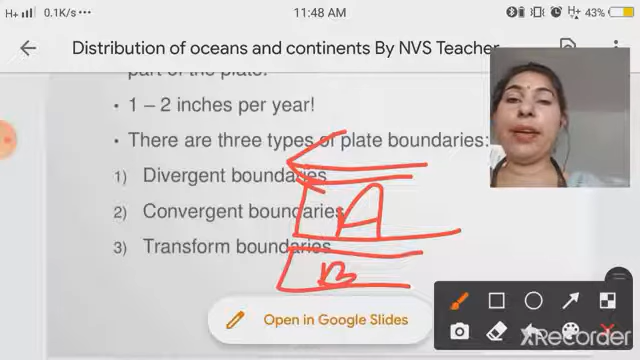 H+ 0.1K/s... 11:48 AM H+ 43%
Distribution of oceans and continents By NVS Teacher
part of the plate.
• 1 – 2 inches per year!
• There are three types of plate boundaries:
1) Divergent boundaries
2) Convergent boundaries
A
3) Transform boundaries
B
Open in Google Slides
XRecorder